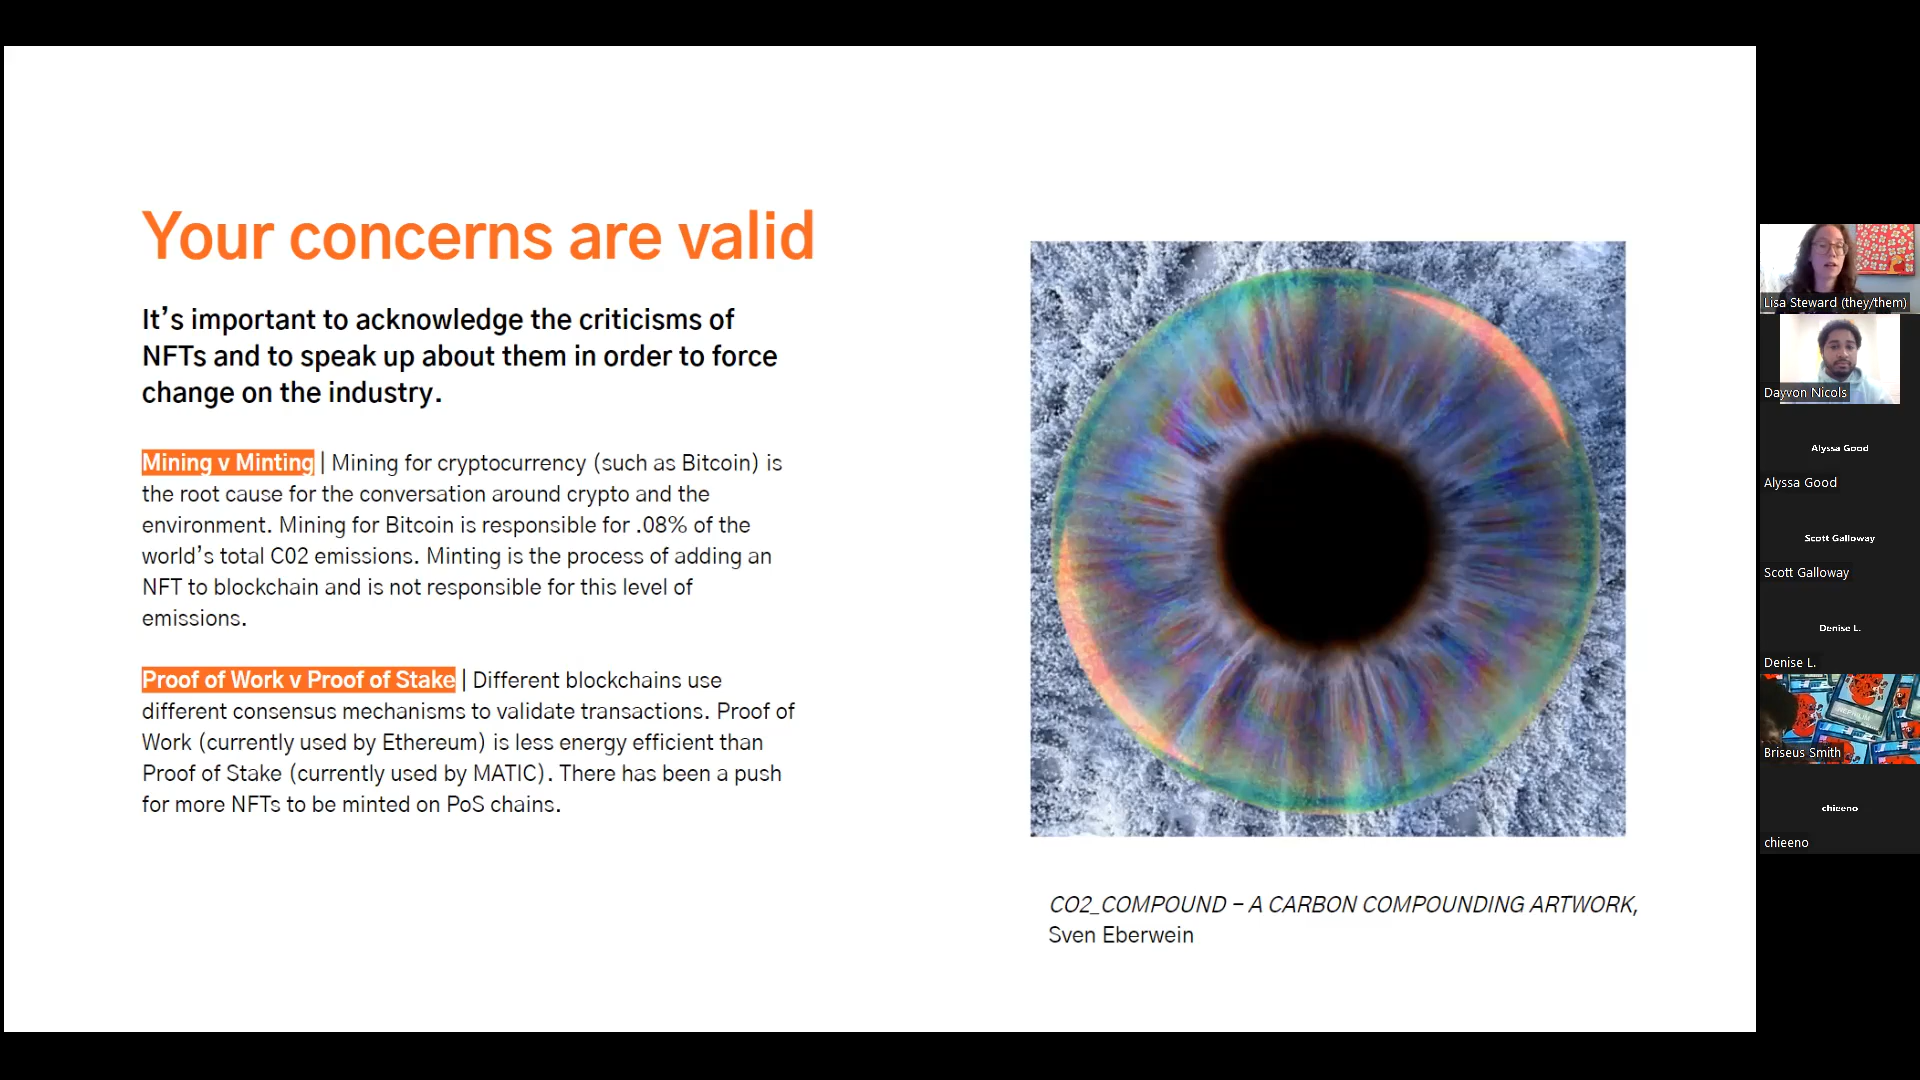 Your concerns are valid
It's important to acknowledge the criticisms of
NFTs and to speak up about them in order to force
change on the industry.
Mining v Minting | Mining for cryptocurrency (such as Bitcoin) is
the root cause for the conversation around crypto and the
environment. Mining for Bitcoin is responsible for .08% of the
world's total C02 emissions. Minting is the process of adding an
NFT to blockchain and is not responsible for this level of
emissions.
Proof of Work v Proof of Stake | Different blockchains use
different consensus mechanisms to validate transactions. Proof of
Work (currently used by Ethereum) is less energy efficient than
Proof of Stake (currently used by MATIC). There has been a push
for more NFTs to be minted on PoS chains.
CO2_COMPOUND – A CARBON COMPOUNDING ARTWORK,
Sven Eberwein
Lisa Steward (they/them)
Dayvon Nicols
Alyssa Good
Alyssa Good
Scott Galloway
Scott Galloway
Denise L.
Denise L.
Briseus Smith
chieeno
chieeno